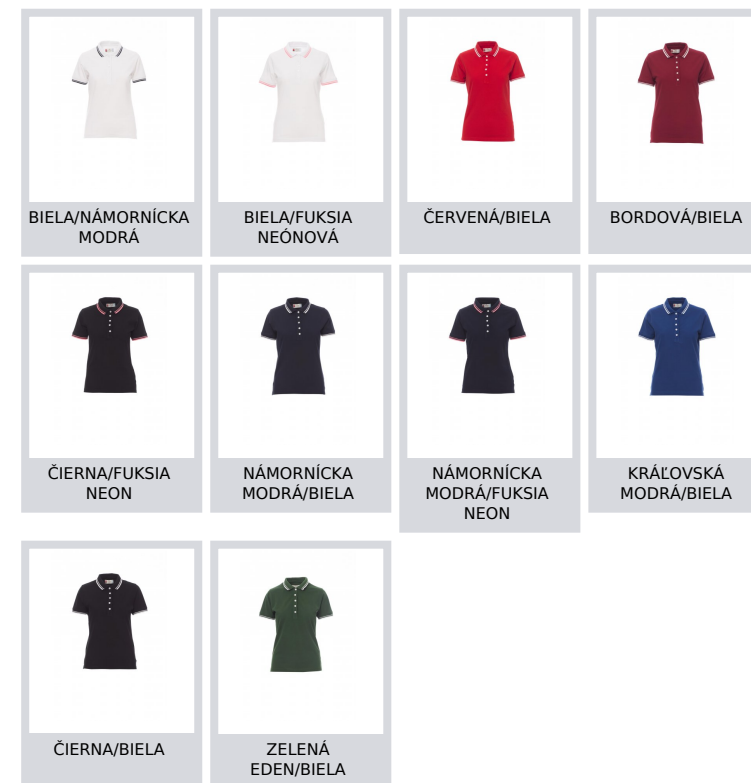 BIELA/NÁMORNÍCKA
MODRÁ
BIELA/FUKSIA
NEÓNOVÁ
ČERVENÁ/BIELA
BORDOVÁ/BIELA
ČIERNA/FUKSIA
NEON
NÁMORNÍCKA
MODRÁ/BIELA
NÁMORNÍCKA
MODRÁ/FUKSIA
NEON
KRÁĽOVSKÁ
MODRÁ/BIELA
ČIERNA/BIELA
ZELENÁ
EDEN/BIELA